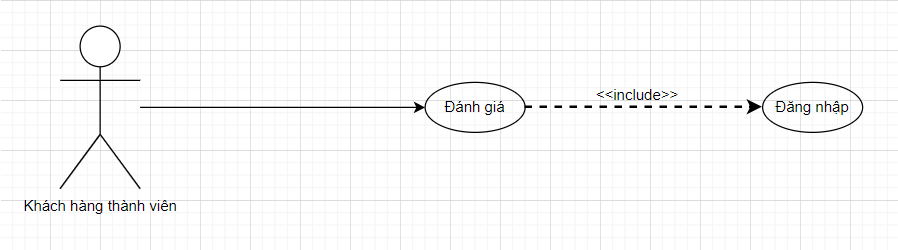 <<include>>
Đánh giá
Đăng nhập
Khách hàng thành viên